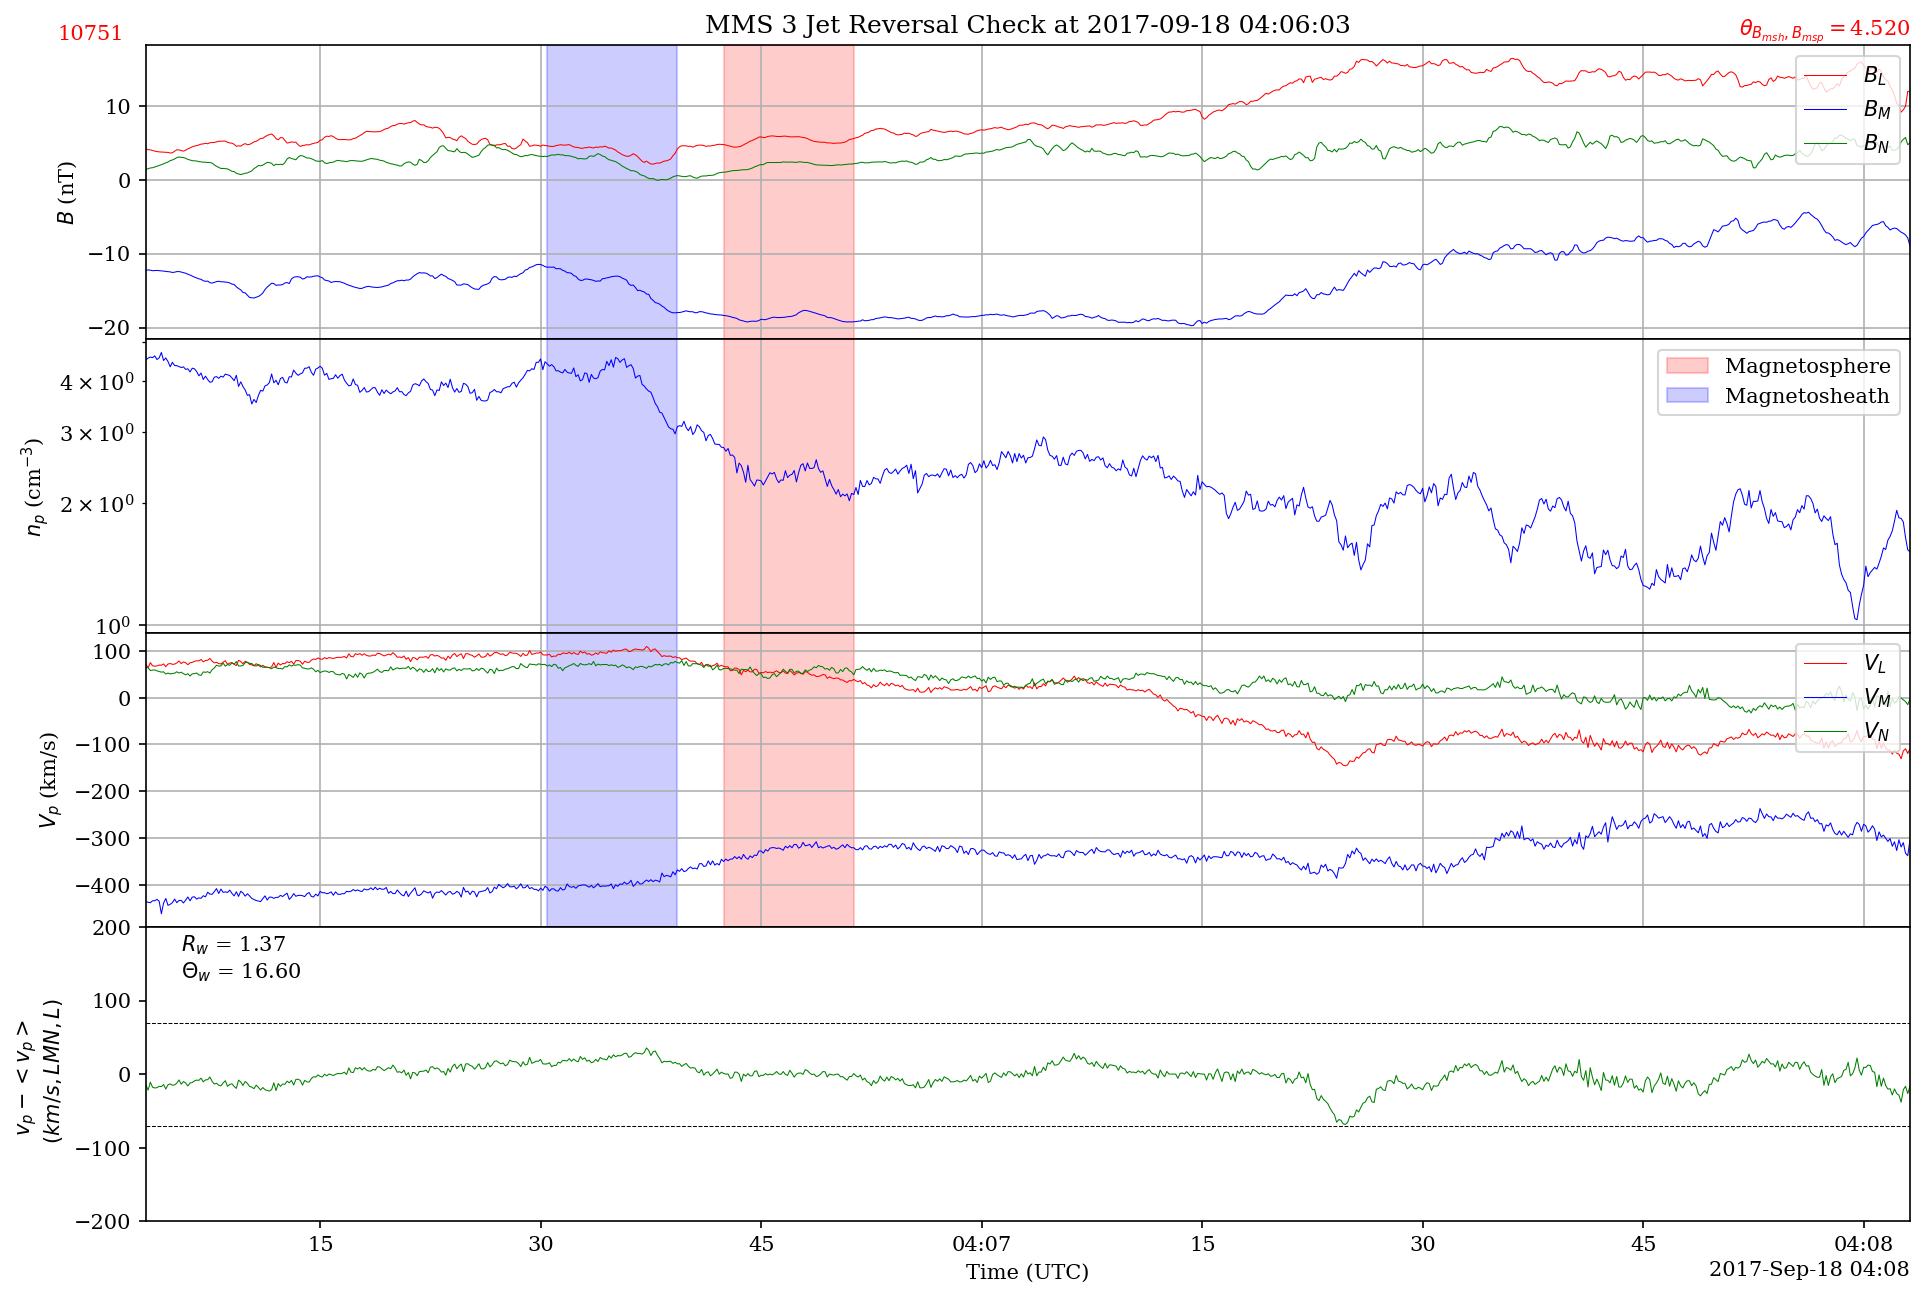 MMS 3 Jet Reversal Check at 2017-09-18 04:06:03
10751
θ_{B_{msh}, B_{msp}} = 4.520
B (nT)
10
0
−10
−20
B_L
B_M
B_N
n_p (cm^{−3})
4 × 10^0
3 × 10^0
2 × 10^0
10^0
Magnetosphere
Magnetosheath
V_p (km/s)
100
0
−100
−200
−300
−400
V_L
V_M
V_N
v_p − < v_p >
(km/s, LMN, L)
200
100
0
−100
−200
R_w = 1.37
Θ_w = 16.60
15 30 45 04:07 15 30 45 04:08
Time (UTC)
2017-Sep-18 04:08